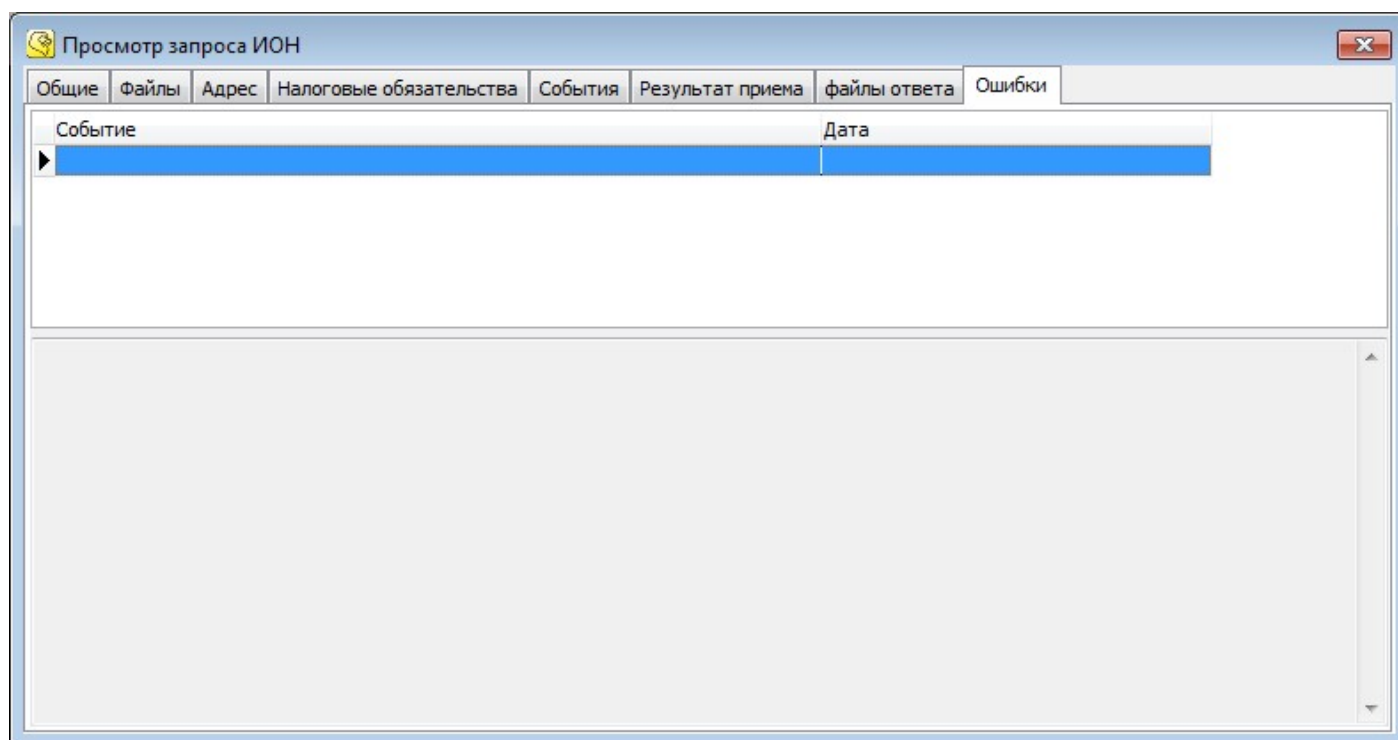 Просмотр запроса ИОН
Общие Файлы Адрес Налоговые обязательства События Результат приема файлы ответа Ошибки
Событие Дата